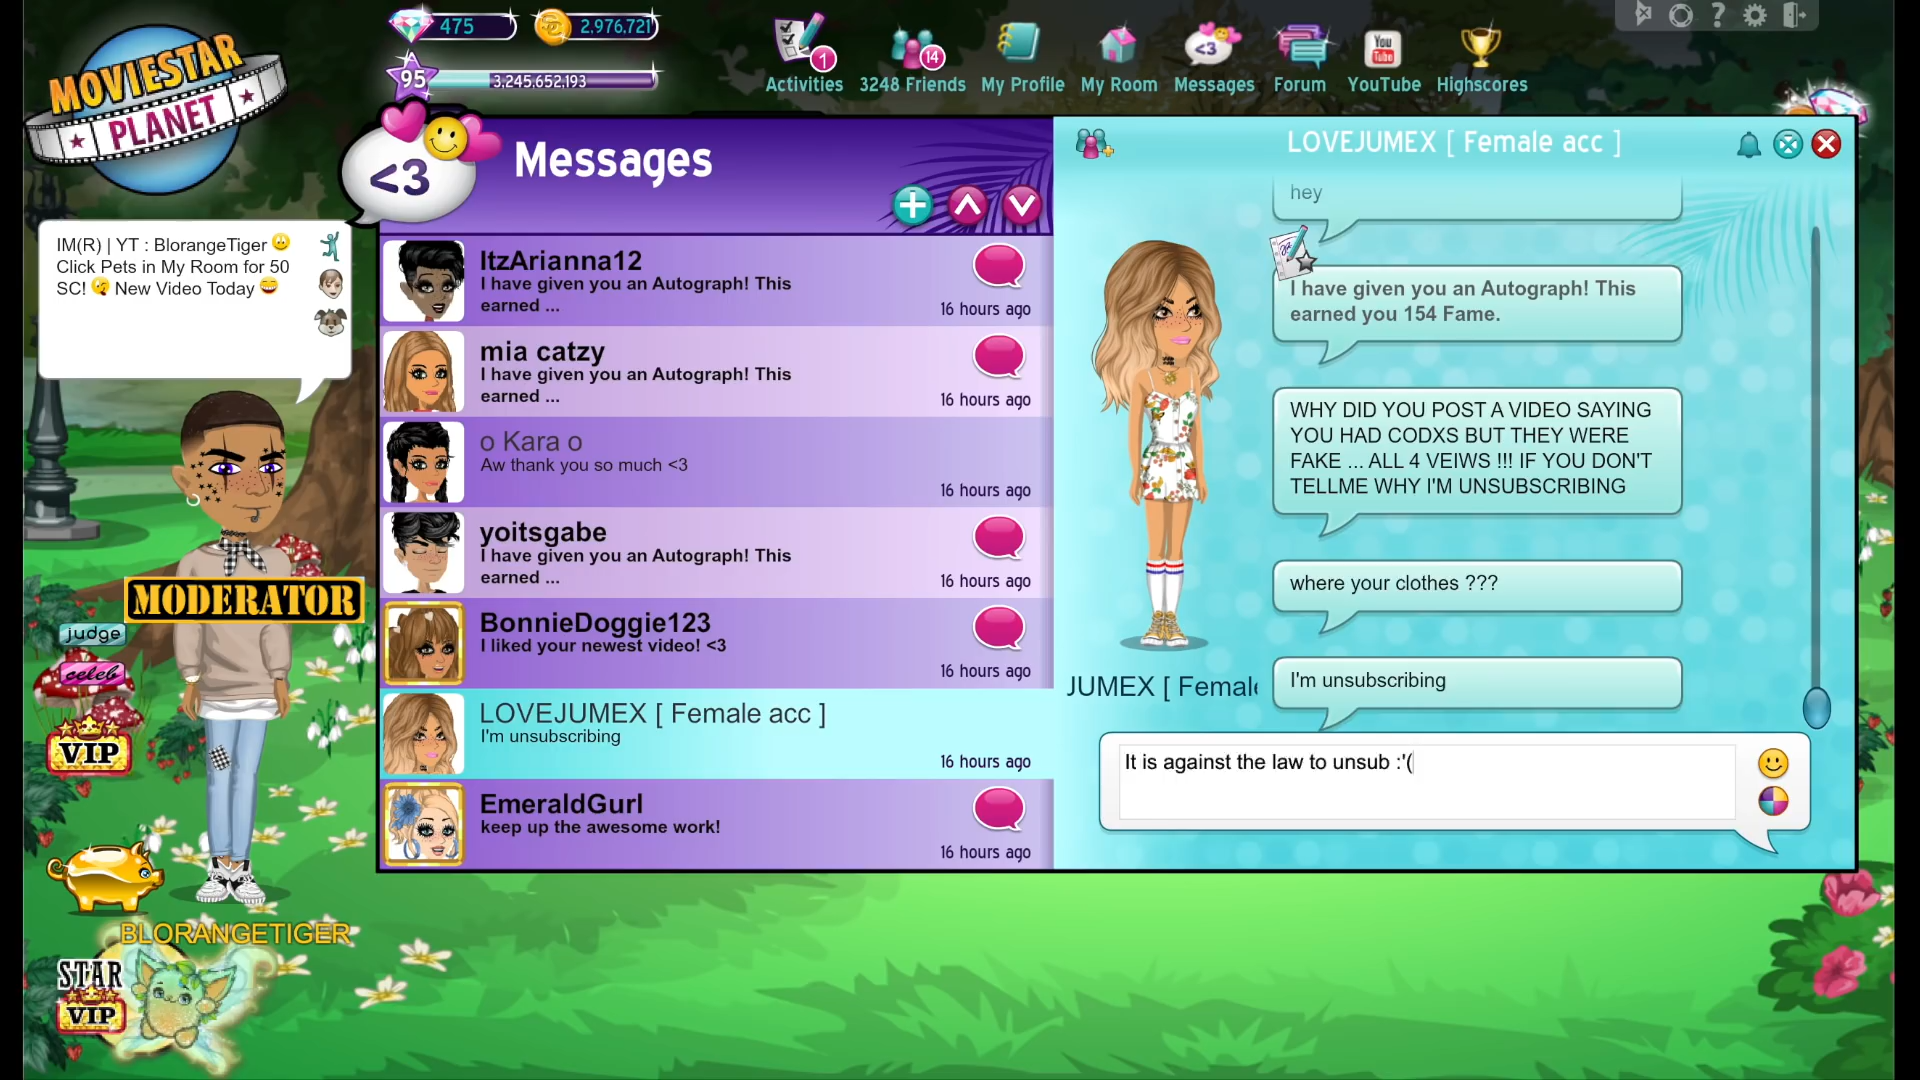 MOVIESTAR
PLANET
475
2,976,721
95
3.245.652,193
1
Activities
14
3248 Friends
My Profile
My Room
<3
Messages
Forum
You
Tube
YouTube
?
Highscores
IM(R) | YT : BlorangeTiger
Click Pets in My Room for 50
SC! New Video Today
MODERATOR
judge
celeb
VIP
BLORANGETIGER
STAR
VIP
<3
Messages
ItzArianna12
I have given you an Autograph! This
earned ...
16 hours ago
mia catzy
I have given you an Autograph! This
earned ...
16 hours ago
o Kara o
Aw thank you so much <3
16 hours ago
yoitsgabe
I have given you an Autograph! This
earned ...
16 hours ago
BonnieDoggie123
I liked your newest video! <3
16 hours ago
LOVEJUMEX [ Female acc ]
I'm unsubscribing
16 hours ago
EmeraldGurl
keep up the awesome work!
16 hours ago
LOVEJUMEX [ Female acc ]
hey
I have given you an Autograph! This
earned you 154 Fame.
WHY DID YOU POST A VIDEO SAYING
YOU HAD CODXS BUT THEY WERE
FAKE ... ALL 4 VEIWS !!! IF YOU DON'T
TELLME WHY I'M UNSUBSCRIBING
where your clothes ???
I'm unsubscribing
JUMEX [ Female
It is against the law to unsub :'(